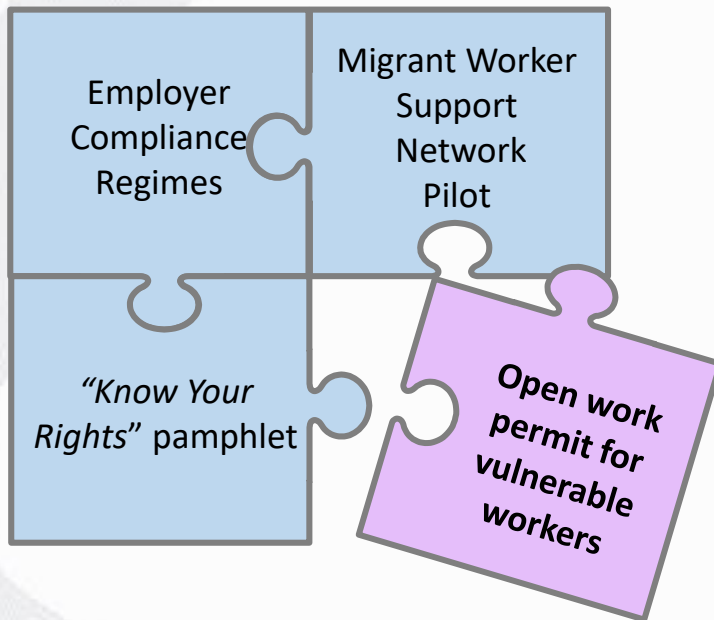 Employer
Compliance
Regimes
Migrant Worker
Support
Network
Pilot
“Know Your
Rights” pamphlet
Open work
permit for
vulnerable
workers